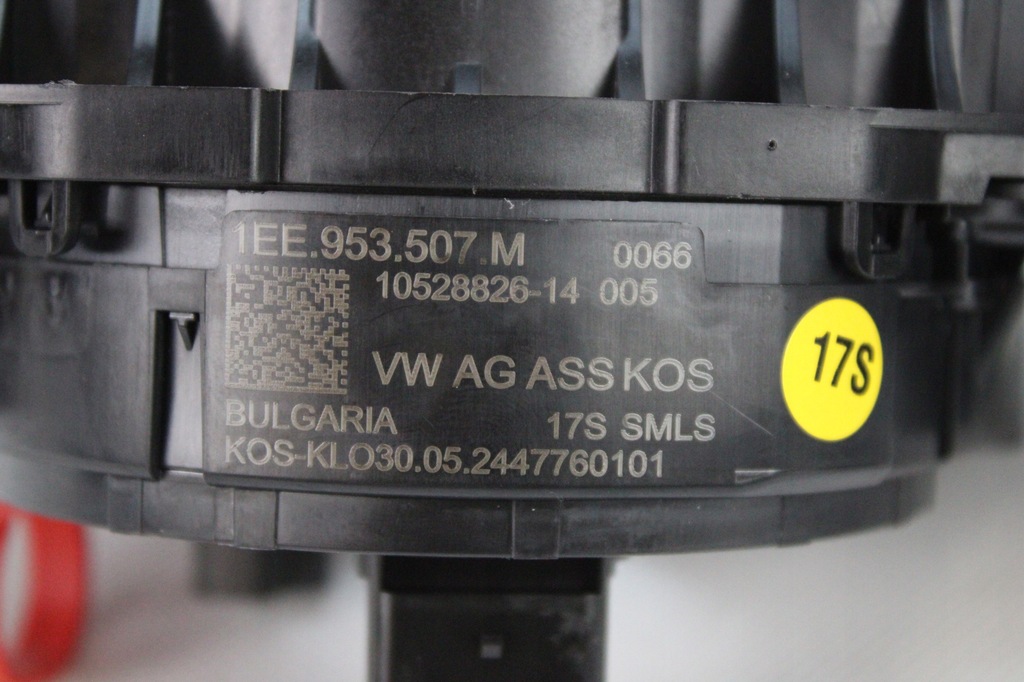 1EE.953.507.M 0066
10528826-14 005
VW AG ASS KOS
BULGARIA 17S SMLS
KOS-KLO30.05.2447760101
17S